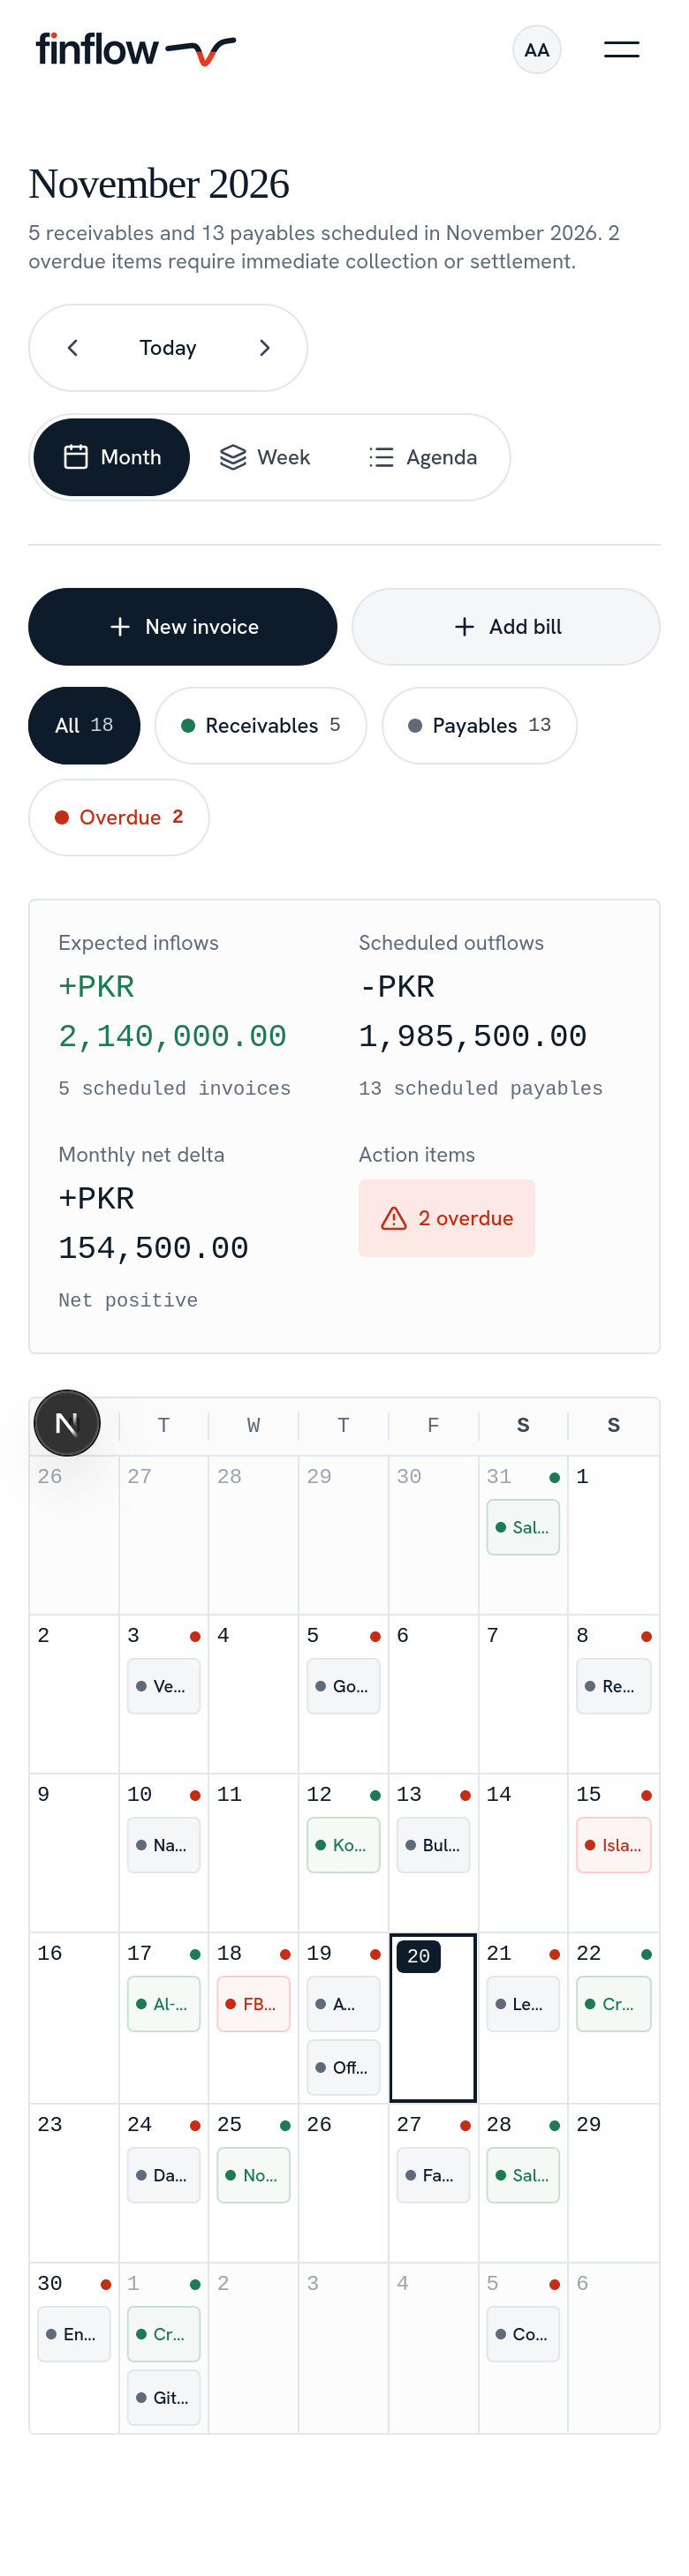 finflow
AA
November 2026
5 receivables and 13 payables scheduled in November 2026. 2
overdue items require immediate collection or settlement.
Today
Month Week Agenda
New invoice Add bill
All 18 Receivables 5 Payables 13
Overdue 2
Expected inflows Scheduled outflows
+PKR -PKR
2,140,000.00 1,985,500.00
5 scheduled invoices 13 scheduled payables
Monthly net delta Action items
+PKR
2 overdue
154,500.00
Net positive
N T W T F S S
26 27 28 29 30 31 1
Sal...
2 3 4 5 6 7 8
Ve... Go... Re...
9 10 11 12 13 14 15
Na... Ko... Bul... Isla...
16 17 18 19 20 21 22
Al-... FB... A... Le... Cr...
Off...
23 24 25 26 27 28 29
Da... No... Fa... Sal...
30 1 2 3 4 5 6
En... Cr... Co...
Git...